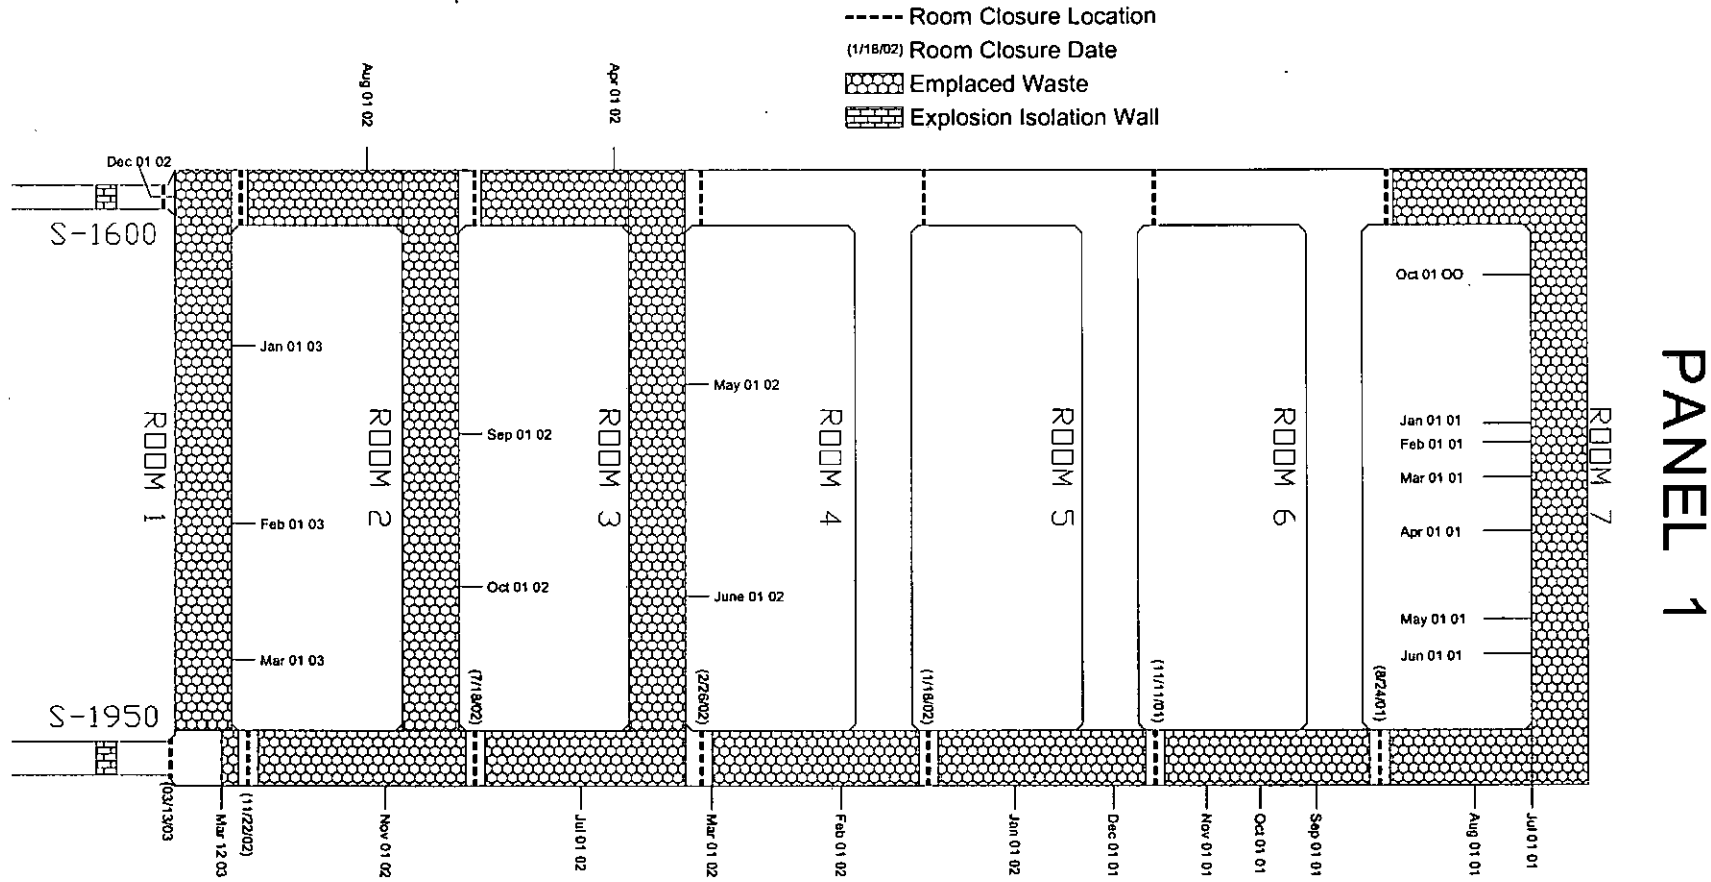 Room Closure Location
(1/18/02) Room Closure Date
Emplaced Waste
Explosion Isolation Wall
Aug 01 02
Apr 01 02
Dec 01 02
S-1600
Oct 01 OO
Jan 01 03
May 01 02
Sep 01 02
Jan 01 01
Feb 01 01
Mar 01 01
Apr 01 01
May 01 01
Jun 01 01
ROOM 1
ROOM 2
ROOM 3
ROOM 4
ROOM 5
ROOM 6
ROOM 7
PANEL 1
Feb 01 03
Oct 01 02
June 01 02
Mar 01 03
S-1950
(7/18/02)
(2/26/02)
(1/16/02)
(11/11/01)
(8/24/01)
(03/13/03
Mar 12 03
(11/22/02)
Nov 01 02
Jul 01 02
Mar 01 02
Feb 01 02
Jan 01 02
Dec 01 01
Nov 01 01
Oct 01 01
Sep 01 01
Aug 01 01
Jul 01 01